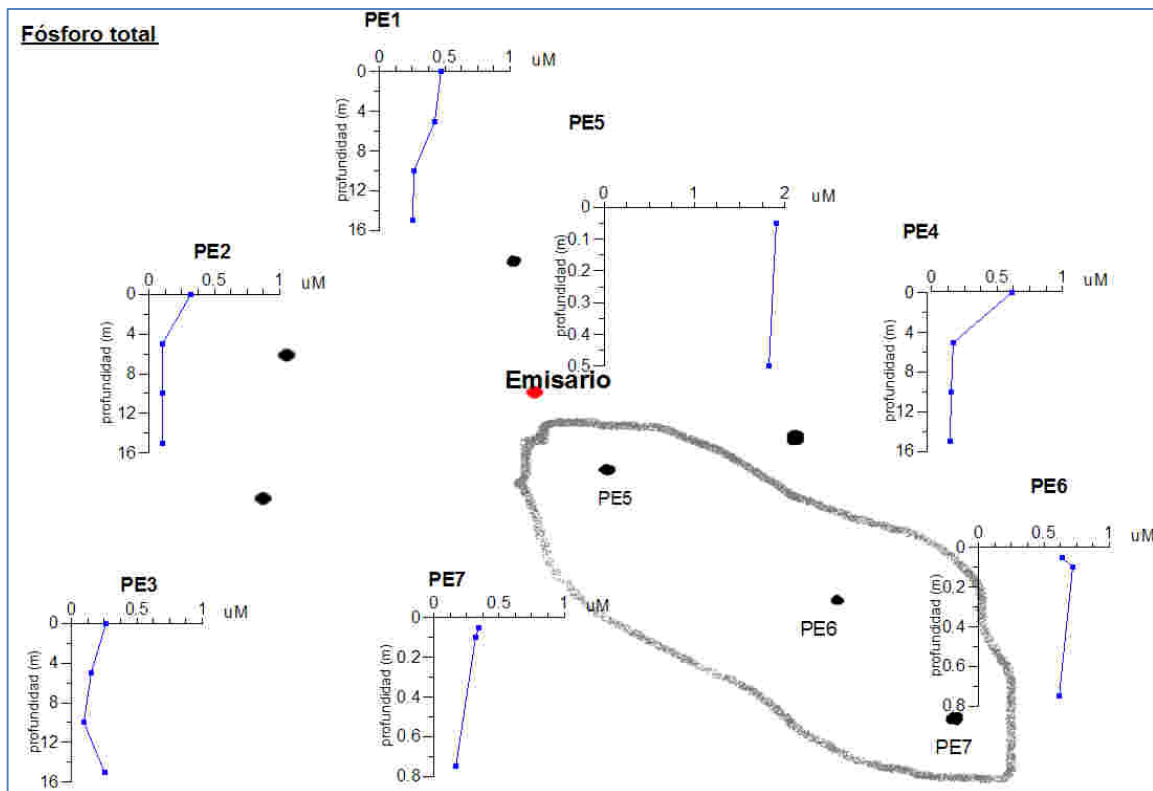 Fósforo total
PE1
0 0.5 1
uM
profundidad (m)
0
4
8
12
16
PE5
0 1 2
uM
profundidad (m)
0
0.1
0.2
0.3
0.4
0.5
PE2
0 0.5 1
uM
profundidad (m)
0
4
8
12
16
PE4
0 0.5 1
uM
profundidad (m)
0
4
8
12
16
Emisario
PE5
PE6
0 0.5 1
uM
profundidad (m)
0
0.2
0.4
0.6
0.8
PE3
0 0.5 1
uM
profundidad (m)
0
4
8
12
16
PE7
0 0.5 1
uM
profundidad (m)
0
0.2
0.4
0.6
0.8
PE6
PE7